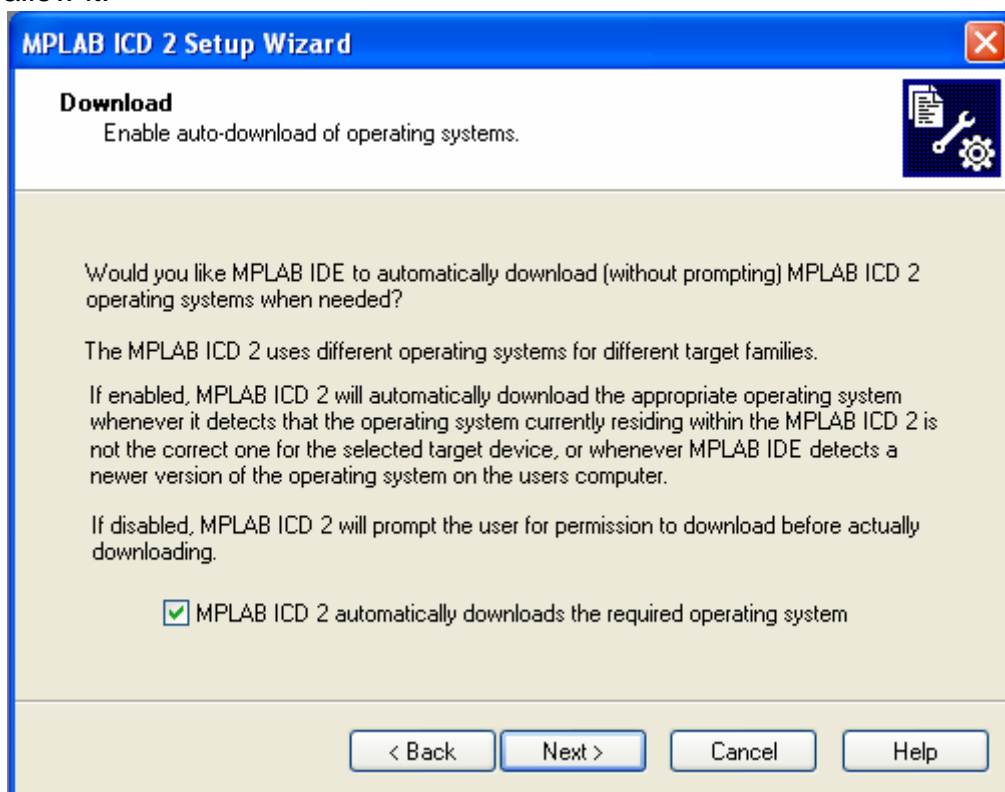 allow it.
MPLAB ICD 2 Setup Wizard
Download
Enable auto-download of operating systems.
Would you like MPLAB IDE to automatically download (without prompting) MPLAB ICD 2
operating systems when needed?
The MPLAB ICD 2 uses different operating systems for different target families.
If enabled, MPLAB ICD 2 will automatically download the appropriate operating system
whenever it detects that the operating system currently residing within the MPLAB ICD 2 is
not the correct one for the selected target device, or whenever MPLAB IDE detects a
newer version of the operating system on the users computer.
If disabled, MPLAB ICD 2 will prompt the user for permission to download before actually
downloading.
MPLAB ICD 2 automatically downloads the required operating system
< Back Next > Cancel Help